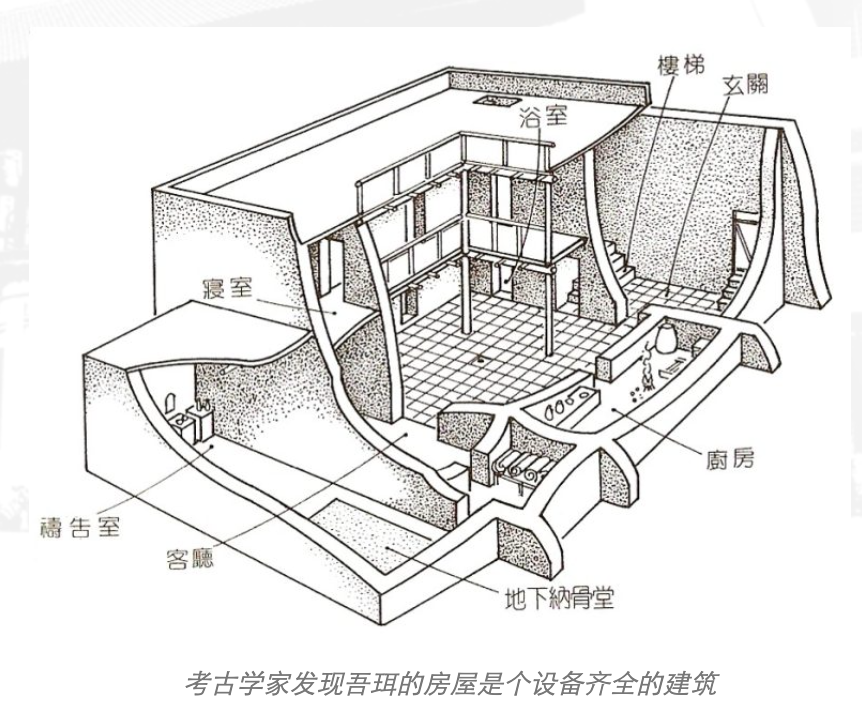 樓梯
玄關
浴室
寢室
廚房
禱告室
客廳
地下納骨堂
考古学家发现吾珥的房屋是个设备齐全的建筑